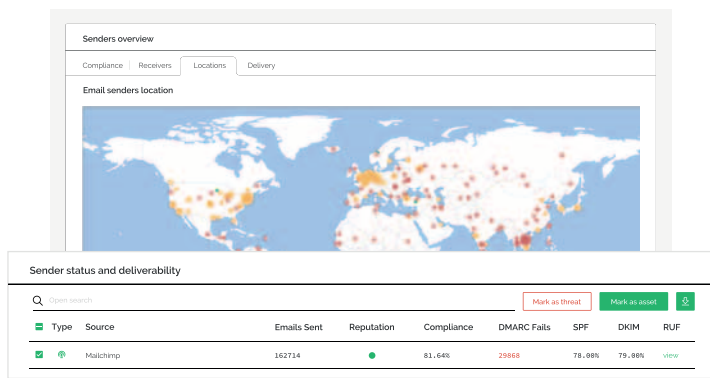 Senders overview
Compliance Receivers Locations Delivery
Email senders location
Sender status and deliverability
Open search Mark as threat Mark as asset
Type Source Emails Sent Reputation Compliance DMARC Fails SPF DKIM RUF
Mailchimp 162714 81.64% 29868 78.00% 79.00% view